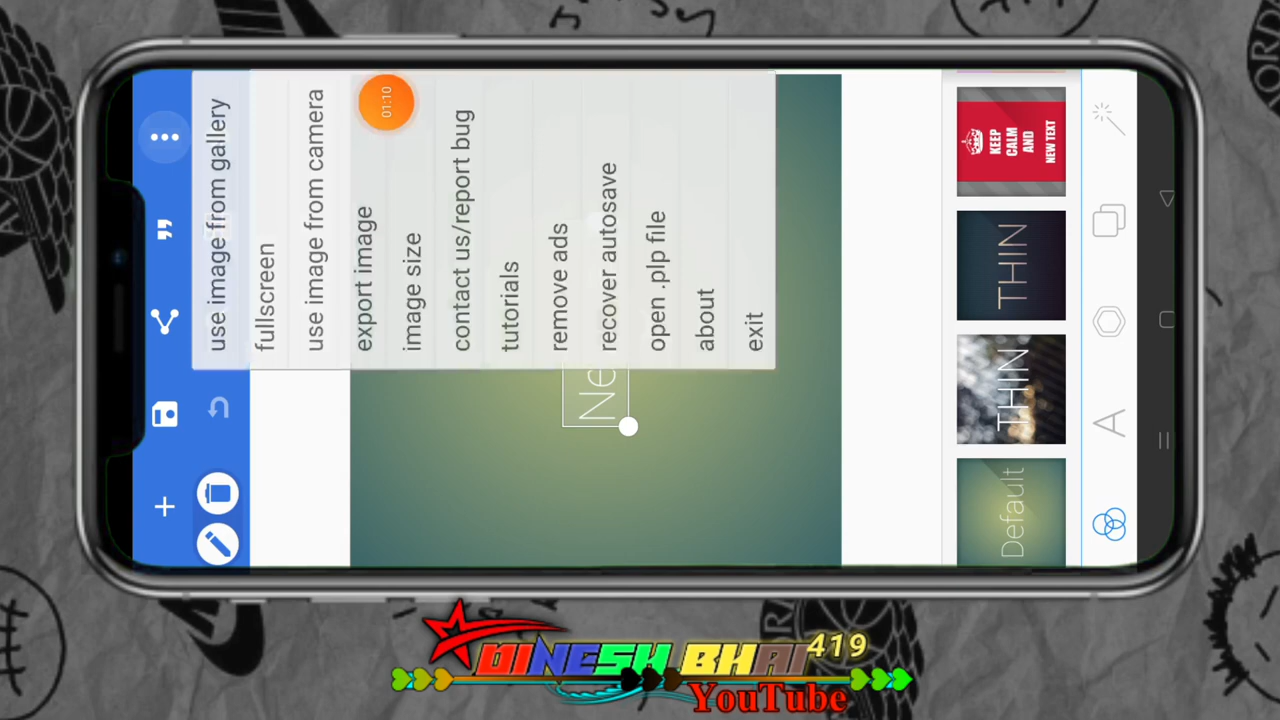 use image from gallery
fullscreen
use image from camera
export image
image size
contact us/report bug
tutorials
remove ads
recover autosave
open .plp file
about
exit
01:10
Ne
KEEP
CALM
AND
NEW TEXT
THIN
THIN
Default
A
DINESH BHAI 419
YouTube